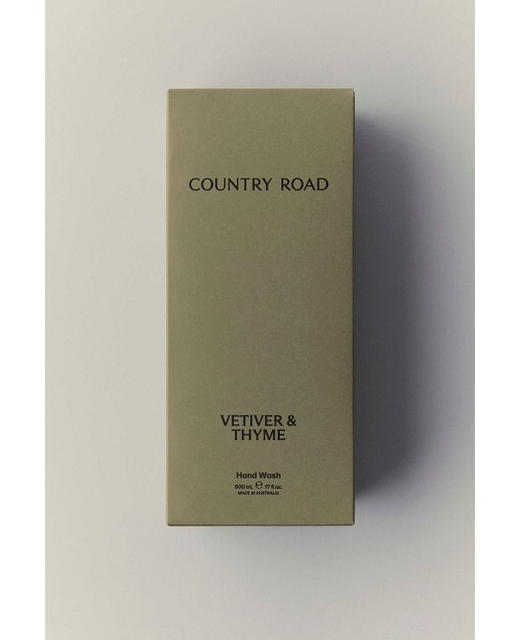 COUNTRY ROAD
VETIVER &
THYME
Hand Wash
500 mL ℮ 17 fl.oz.
MADE IN AUSTRALIA